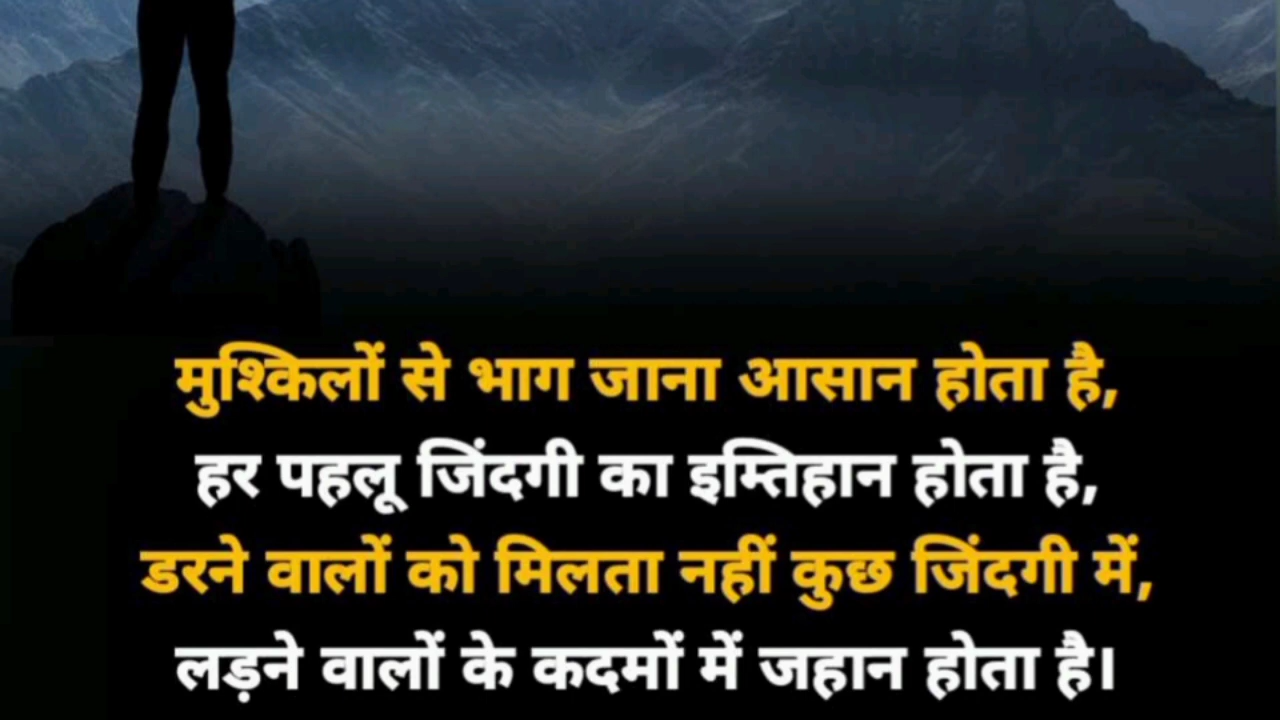 मुश्किलों से भाग जाना आसान होता है,
हर पहलू जिंदगी का इम्तिहान होता है,
डरने वालों को मिलता नहीं कुछ जिंदगी में,
लड़ने वालों के कदमों में जहान होता है।